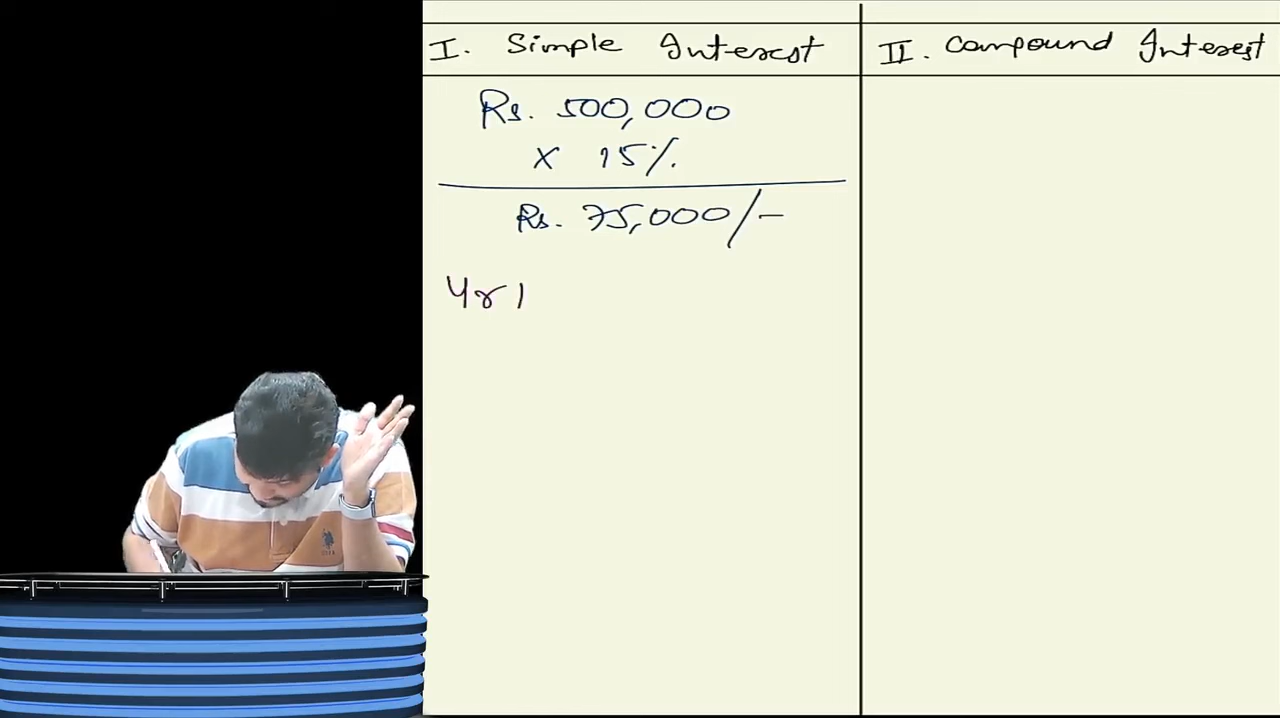 I. Simple Interest
II. Compound Interest
Rs. 500,000
x 15%.
Rs. 75,000/-
Yr 1